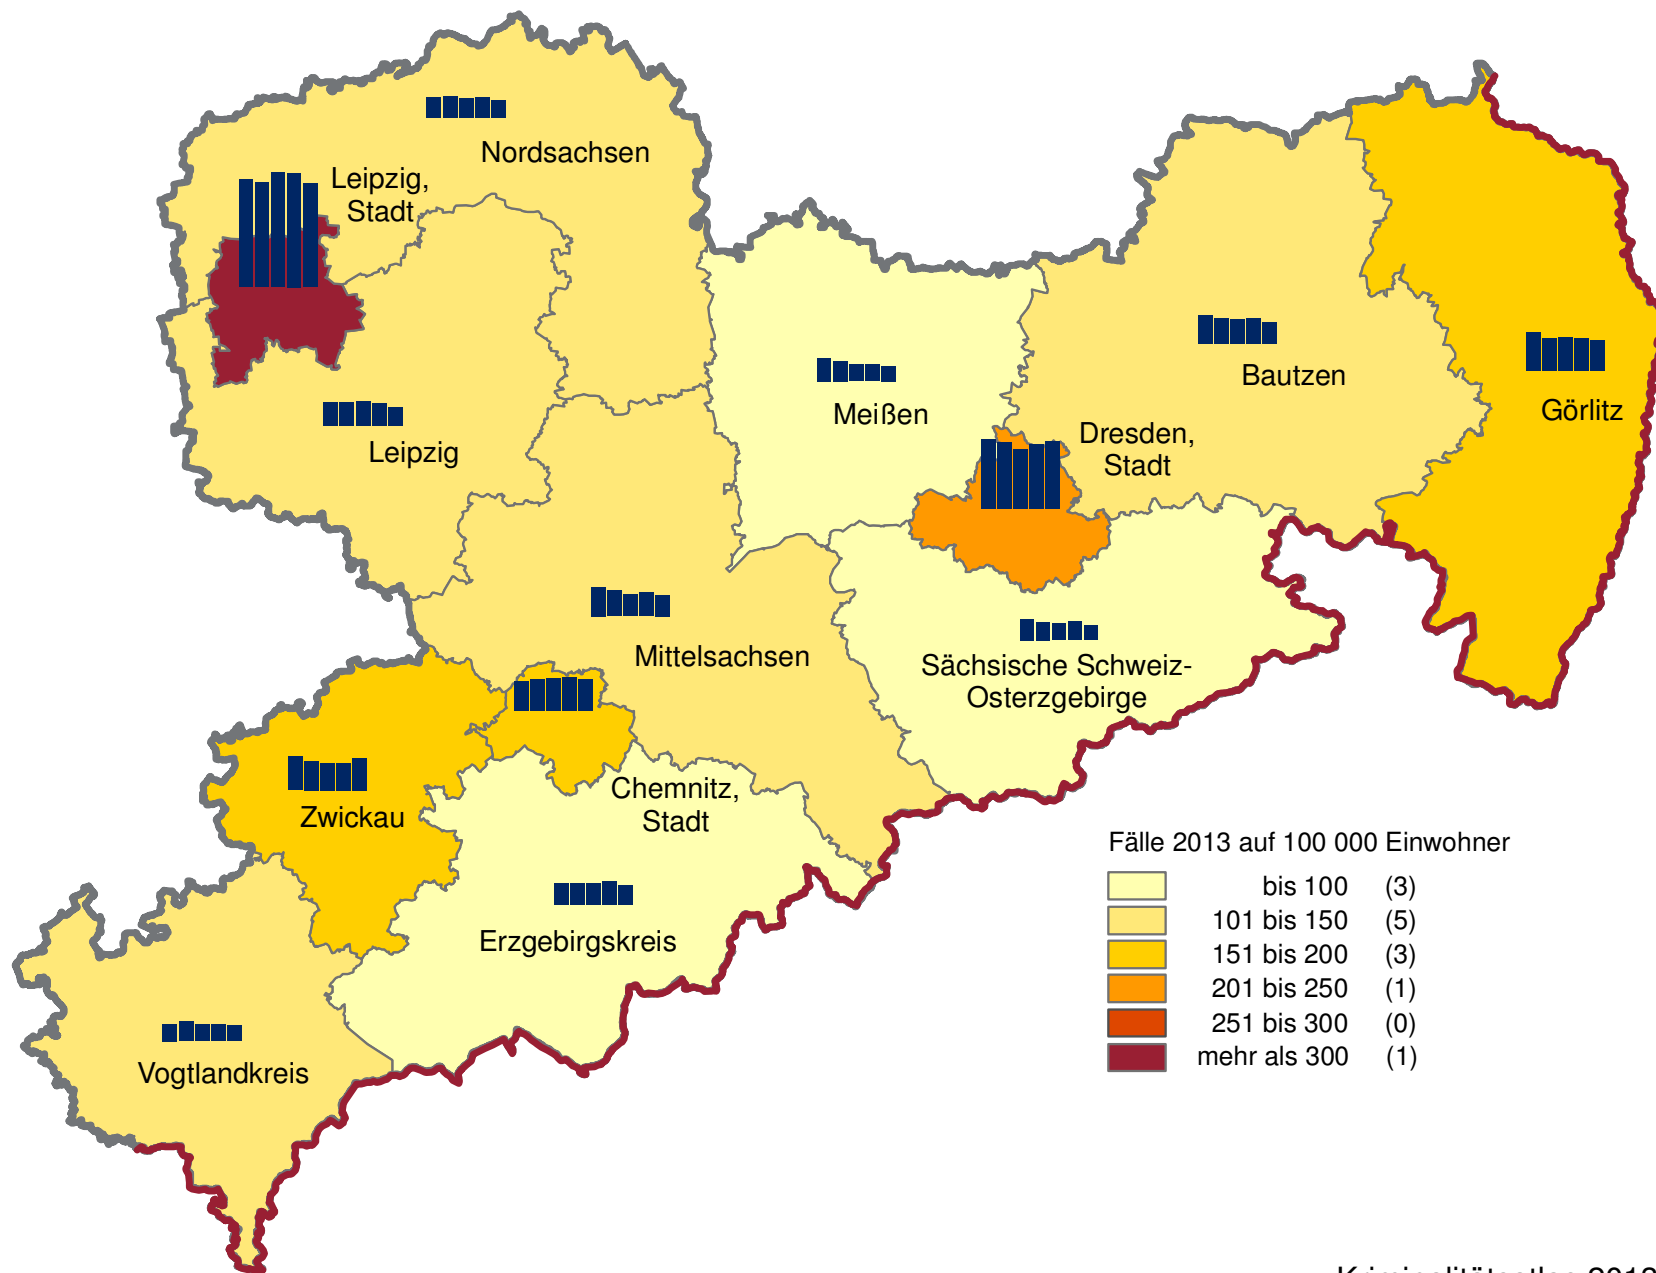 Nordsachsen
Leipzig,
Stadt
Meißen
Bautzen
Görlitz
Leipzig
Dresden,
Stadt
Mittelsachsen
Sächsische Schweiz-
Osterzgebirge
Chemnitz,
Stadt
Zwickau
Erzgebirgskreis
Vogtlandkreis
Fälle 2013 auf 100 000 Einwohner
bis 100 (3)
101 bis 150 (5)
151 bis 200 (3)
201 bis 250 (1)
251 bis 300 (0)
mehr als 300 (1)
Kriminalitätsatlas 2013